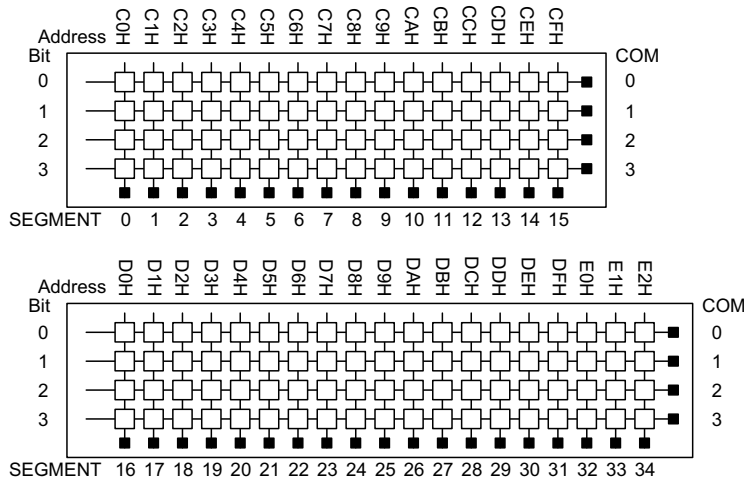 Address C0H C1H C2H C3H C4H C5H C6H C7H C8H C9H CAH CBH CCH CDH CEH CFH
Bit COM
0 0
1 1
2 2
3 3
SEGMENT 0 1 2 3 4 5 6 7 8 9 10 11 12 13 14 15
Address D0H D1H D2H D3H D4H D5H D6H D7H D8H D9H DAH DBH DCH DDH DEH DFH E0H E1H E2H
Bit COM
0 0
1 1
2 2
3 3
SEGMENT 16 17 18 19 20 21 22 23 24 25 26 27 28 29 30 31 32 33 34